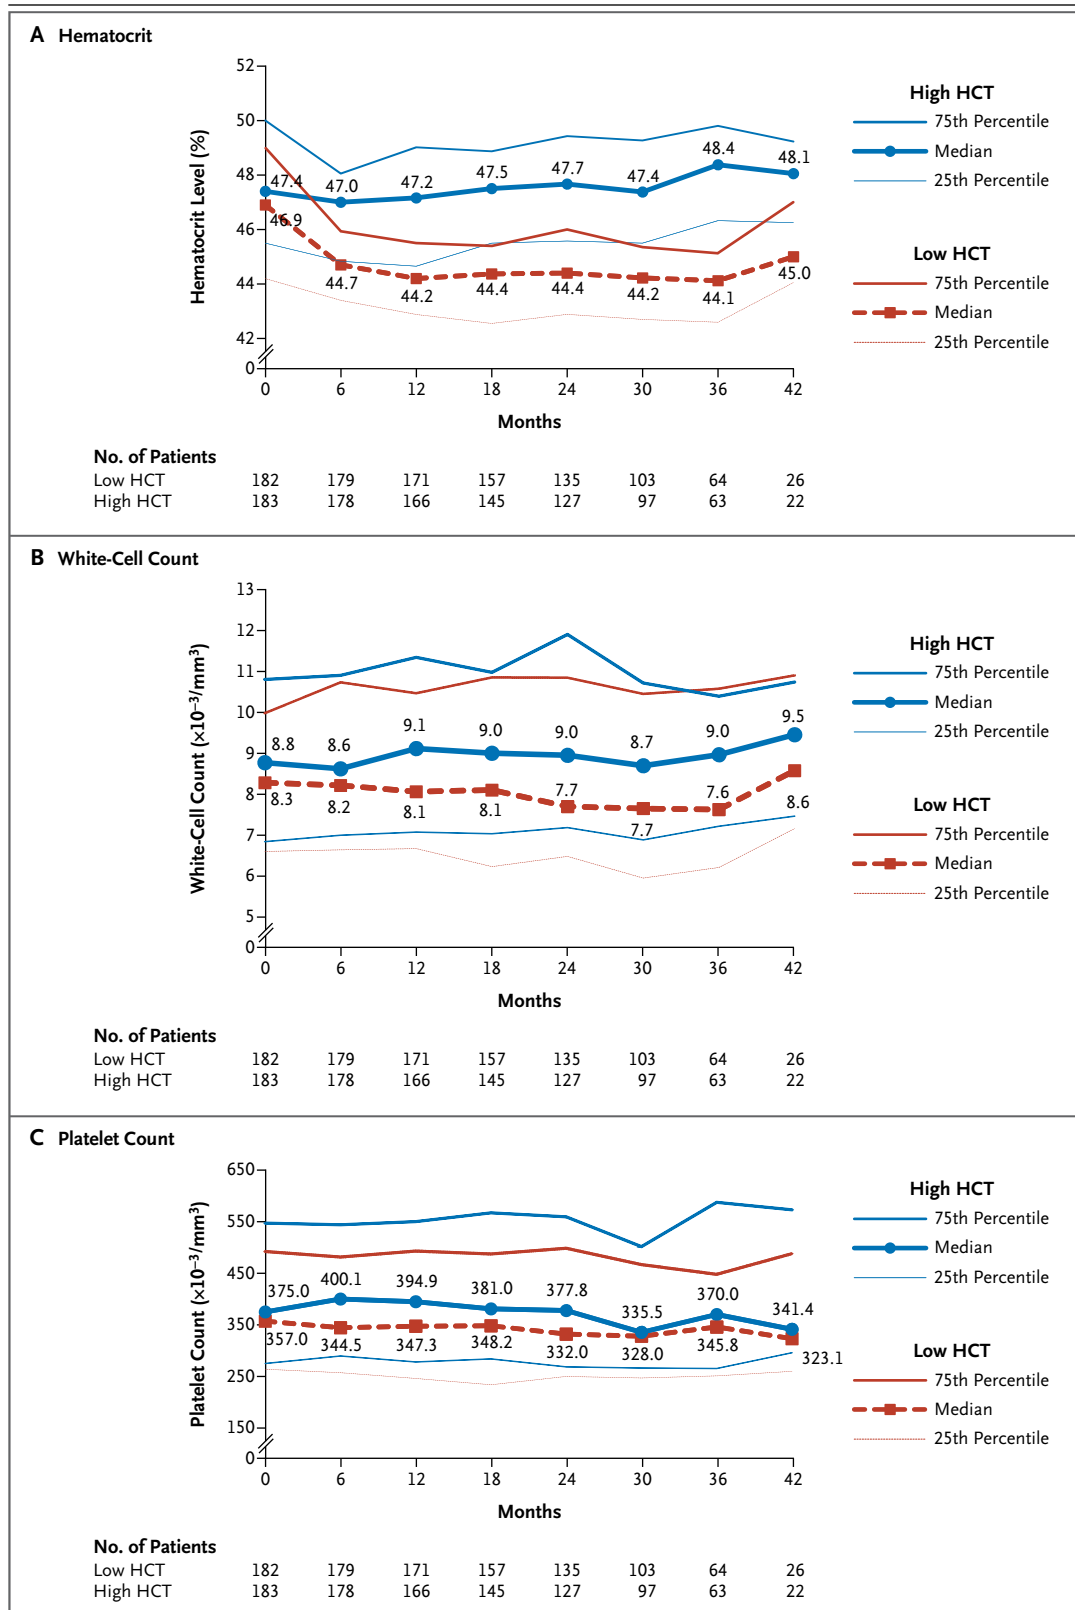 A Hematocrit
52
50
48
46
44
42
0
Hematocrit Level (%)
47.4 47.0 47.2 47.5 47.7 47.4 48.4 48.1
46.9 44.7 44.2 44.4 44.4 44.2 44.1 45.0
0 6 12 18 24 30 36 42
Months
High HCT
75th Percentile
Median
25th Percentile
Low HCT
75th Percentile
Median
25th Percentile
No. of Patients
Low HCT 182 179 171 157 135 103 64 26
High HCT 183 178 166 145 127 97 63 22
B White-Cell Count
13
12
11
10
9
8
7
6
5
0
White-Cell Count (×10⁻³/mm³)
8.8 8.6 9.1 9.0 9.0 8.7 9.0 9.5
8.3 8.2 8.1 8.1 7.7 7.7 7.6 8.6
0 6 12 18 24 30 36 42
Months
High HCT
75th Percentile
Median
25th Percentile
Low HCT
75th Percentile
Median
25th Percentile
No. of Patients
Low HCT 182 179 171 157 135 103 64 26
High HCT 183 178 166 145 127 97 63 22
C Platelet Count
650
550
450
350
250
150
0
Platelet Count (×10⁻³/mm³)
375.0 400.1 394.9 381.0 377.8 335.5 370.0 341.4
357.0 344.5 347.3 348.2 332.0 328.0 345.8 323.1
0 6 12 18 24 30 36 42
Months
High HCT
75th Percentile
Median
25th Percentile
Low HCT
75th Percentile
Median
25th Percentile
No. of Patients
Low HCT 182 179 171 157 135 103 64 26
High HCT 183 178 166 145 127 97 63 22